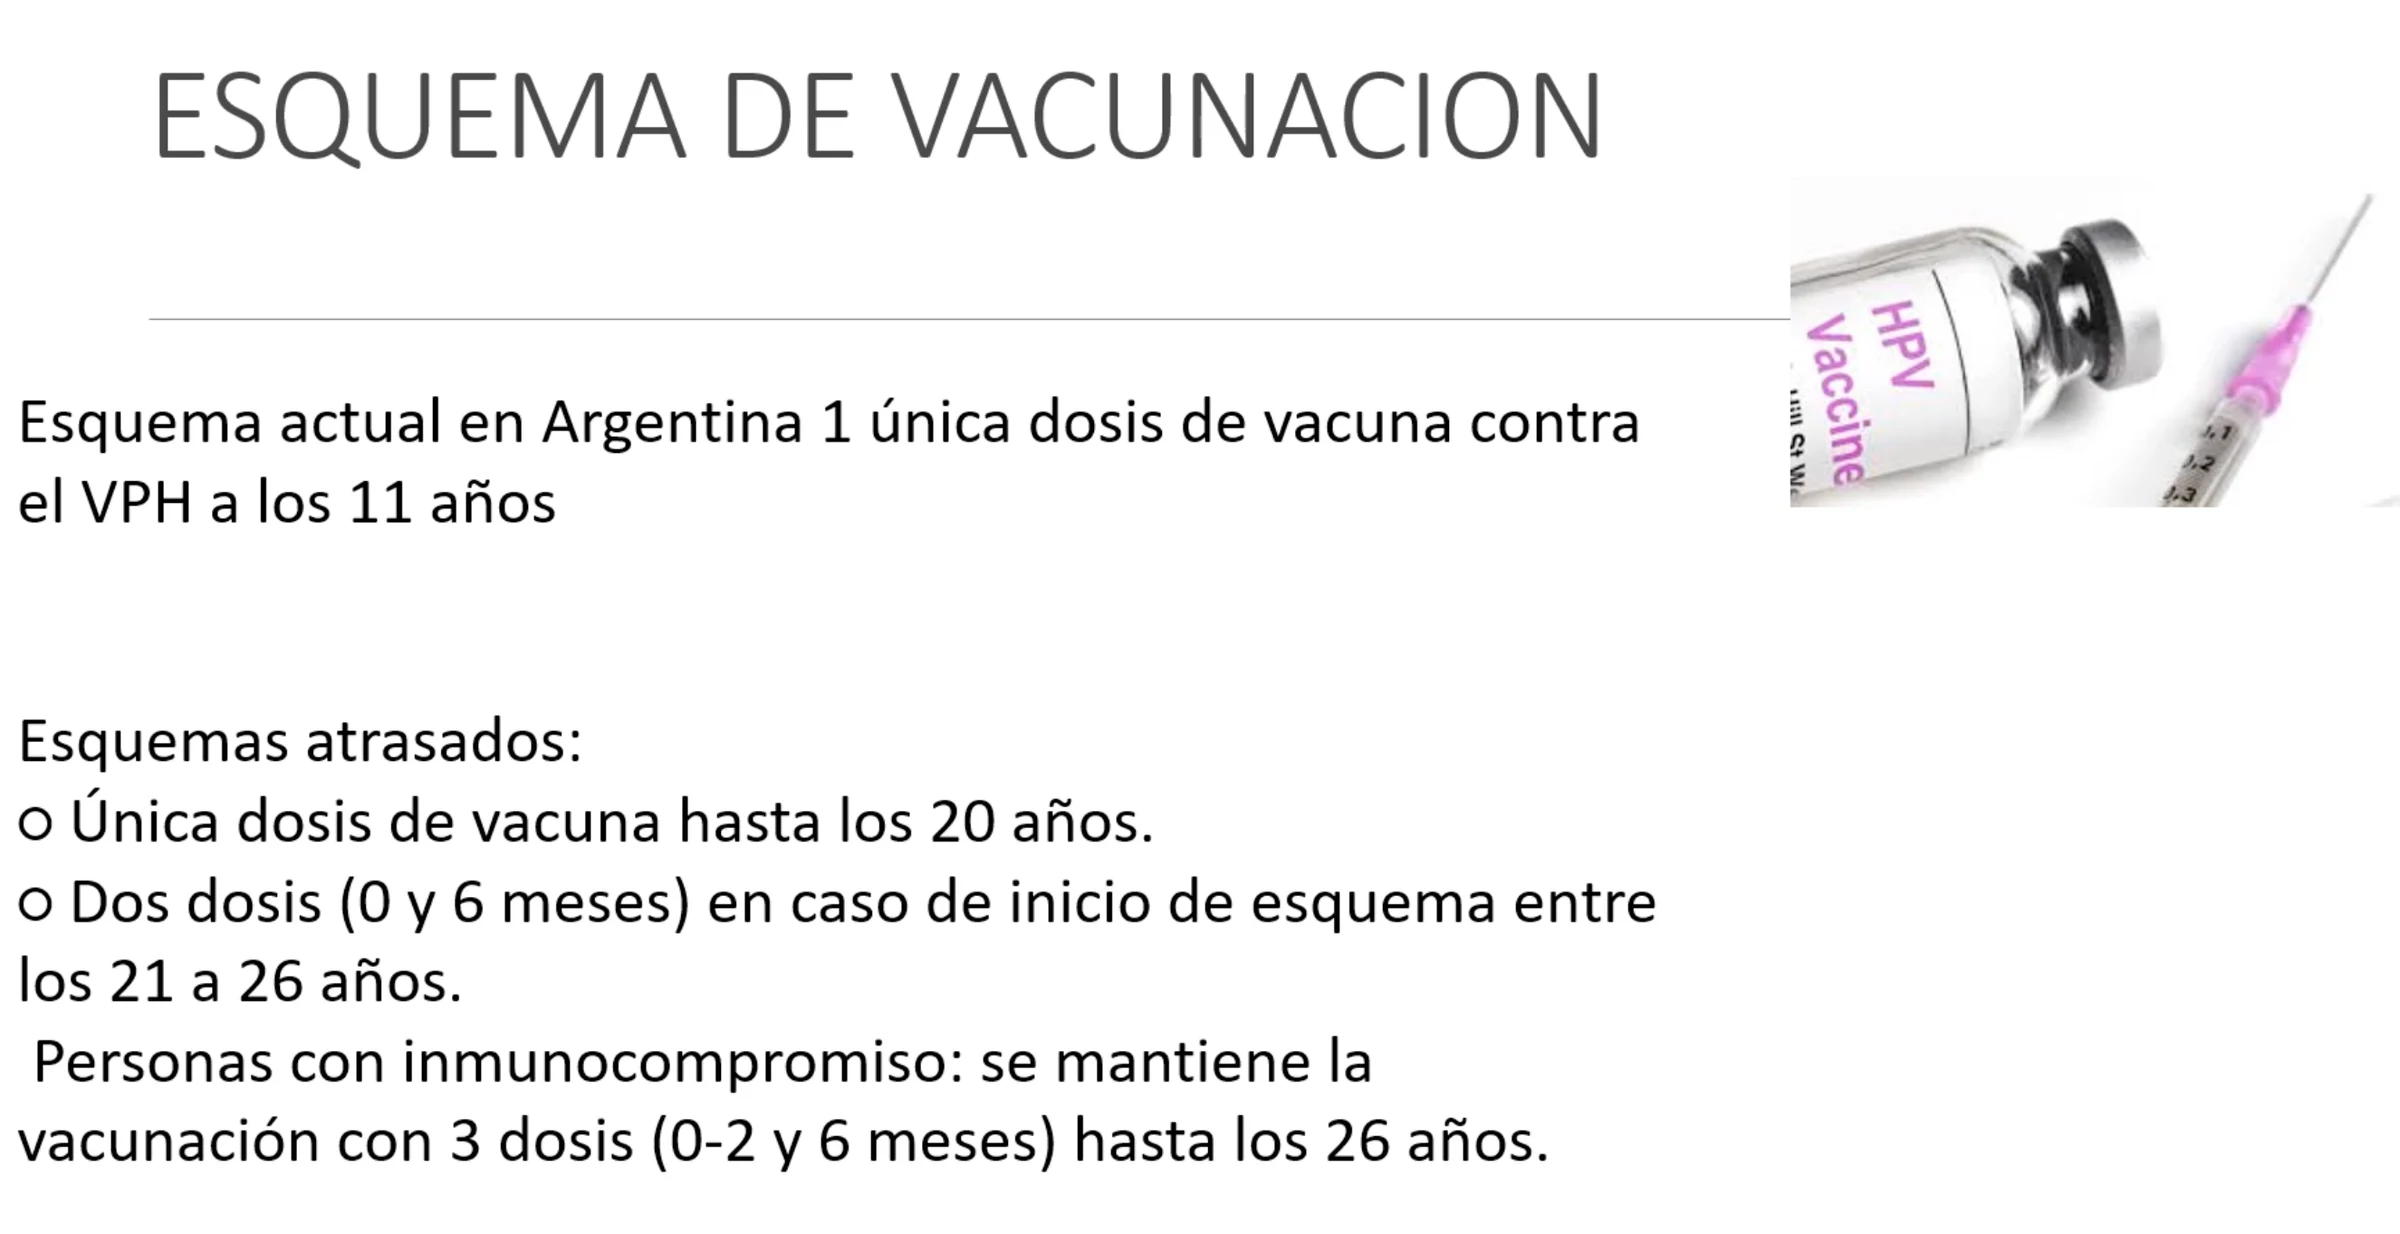 ESQUEMA DE VACUNACION
HPV
Vaccine
Esquema actual en Argentina 1 única dosis de vacuna contra
el VPH a los 11 años
Esquemas atrasados:
○ Única dosis de vacuna hasta los 20 años.
○ Dos dosis (0 y 6 meses) en caso de inicio de esquema entre
los 21 a 26 años.
Personas con inmunocompromiso: se mantiene la
vacunación con 3 dosis (0-2 y 6 meses) hasta los 26 años.